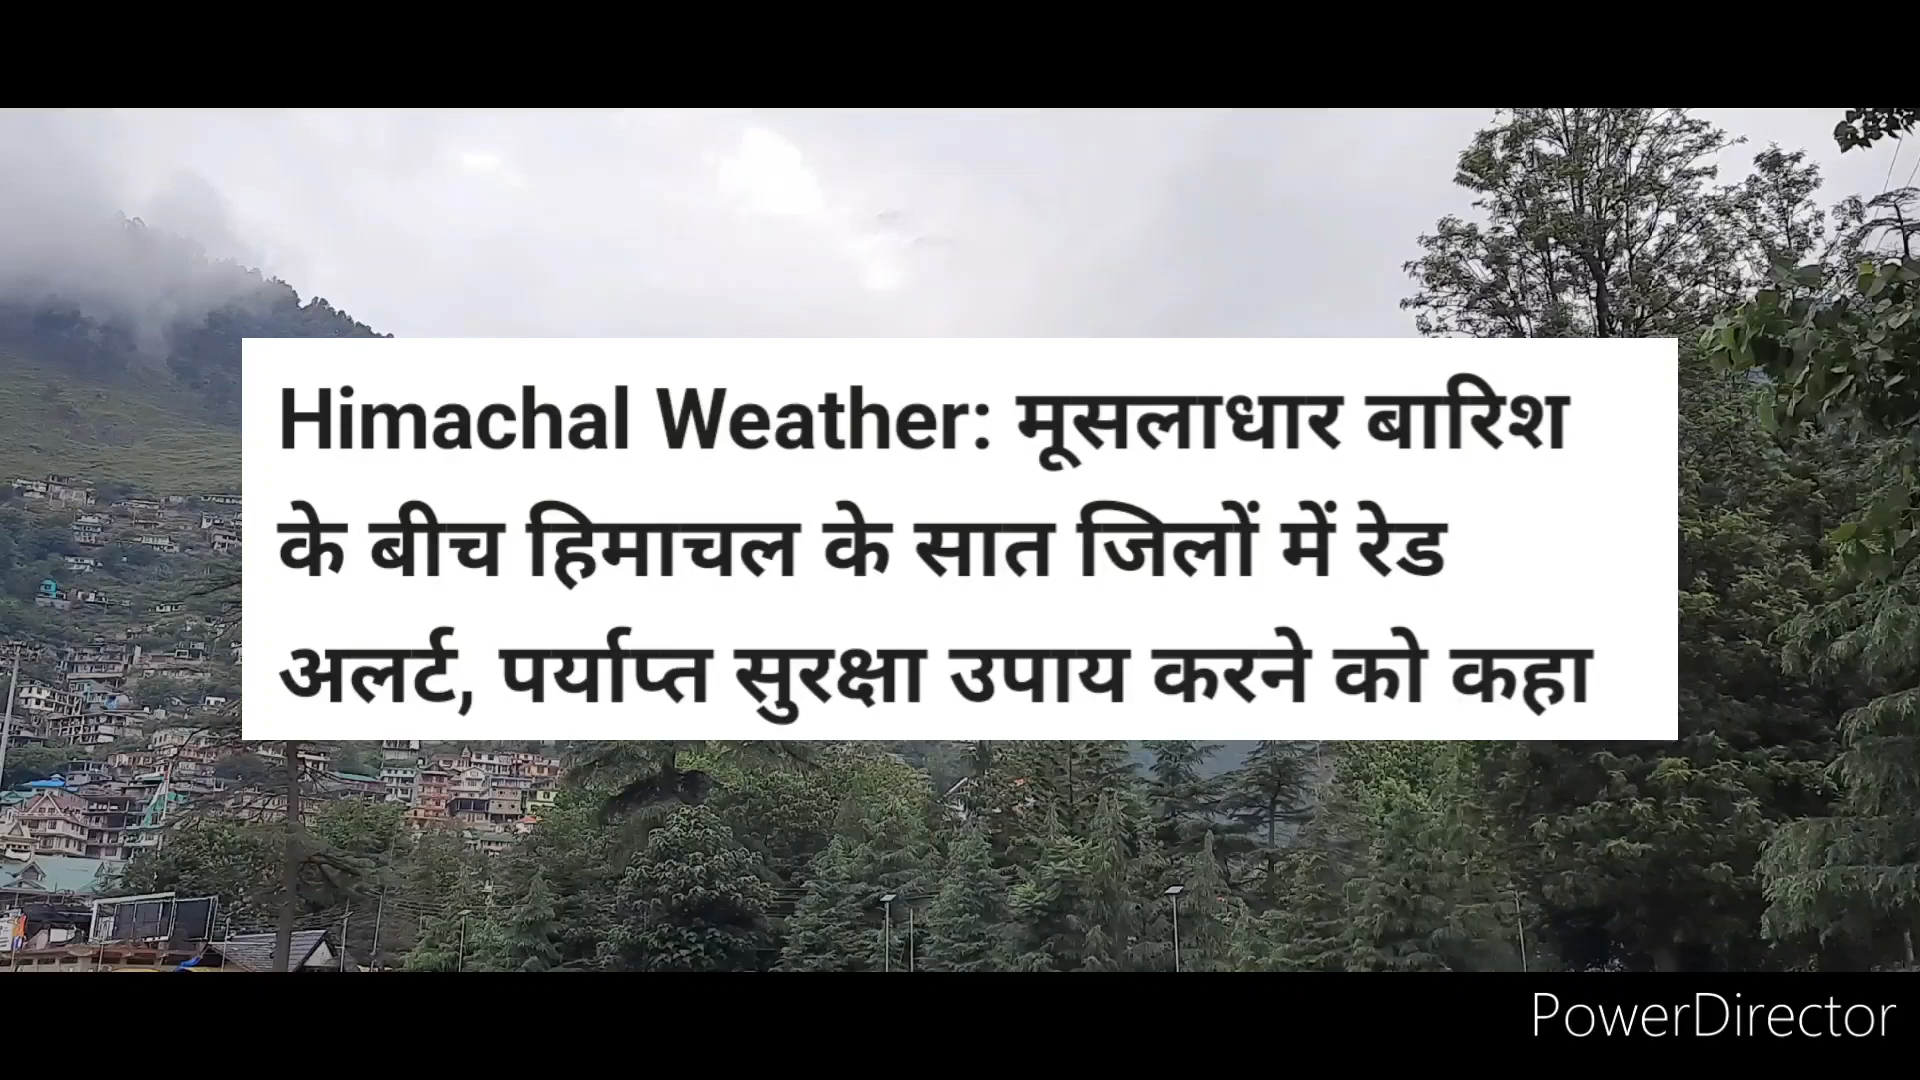 Himachal Weather: मूसलाधार बारिश
के बीच हिमाचल के सात जिलों में रेड
अलर्ट, पर्याप्त सुरक्षा उपाय करने को कहा
PowerDirector